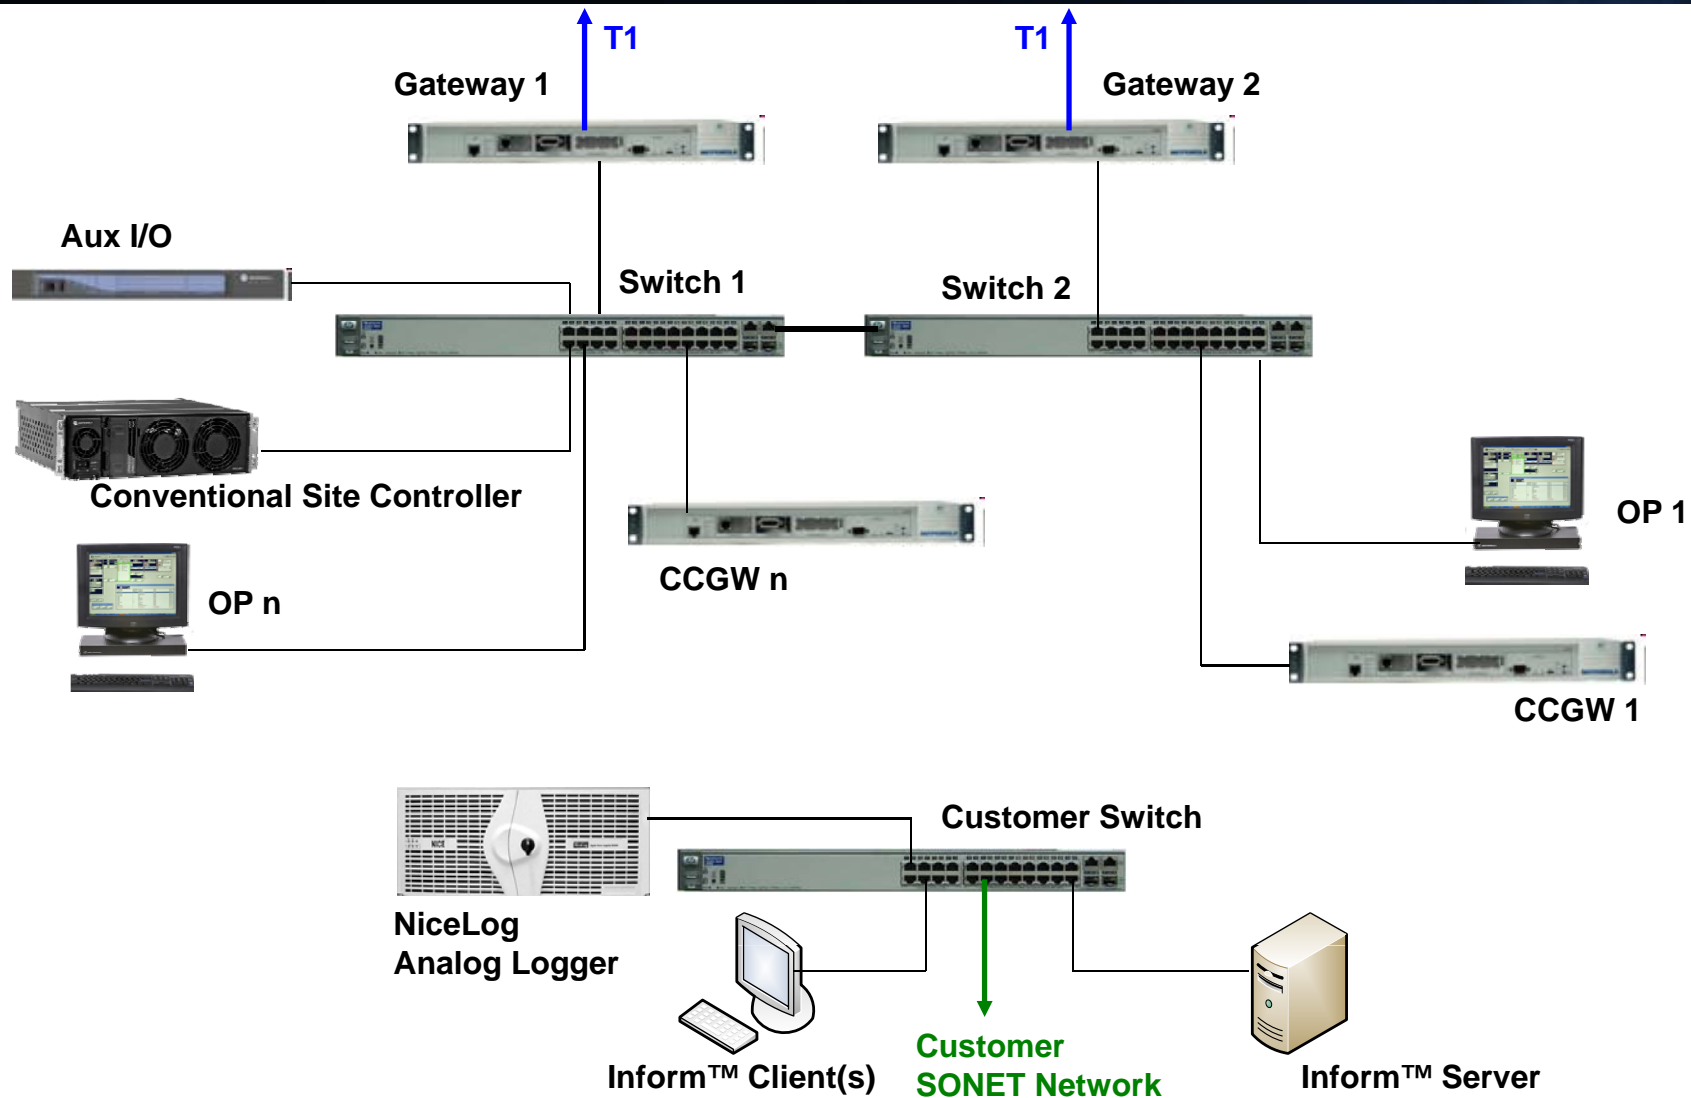 T1
T1
Gateway 1
Gateway 2
Aux I/O
Switch 1
Switch 2
Conventional Site Controller
OP 1
CCGW n
OP n
CCGW 1
Customer Switch
NICE
NiceLog
Analog Logger
Customer
SONET Network
Inform™ Client(s)
Inform™ Server